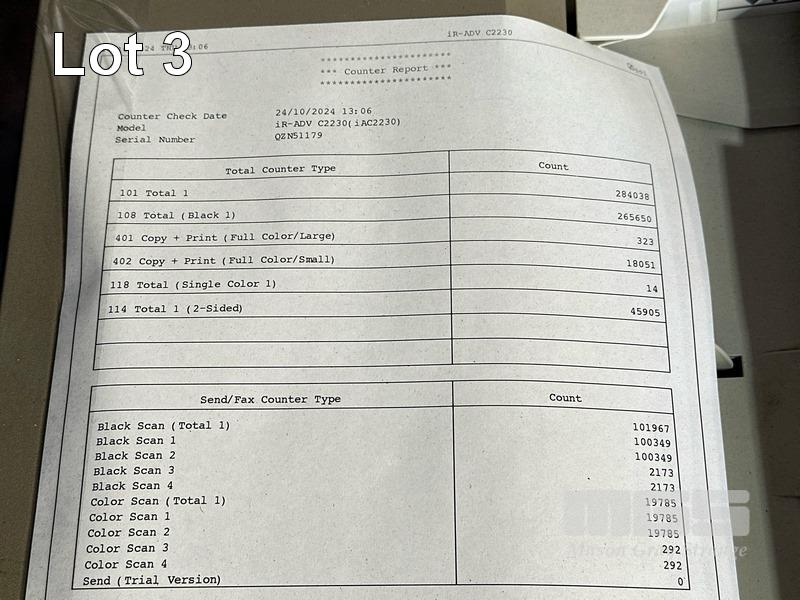 Lot 3
24 TH 3:06
iR-ADV C2230
**********************
*** Counter Report ***
**********************
Counter Check Date 24/10/2024 13:06
Model iR-ADV C2230(iAC2230)
Serial Number QZN51179
Total Counter Type Count
101 Total 1 284038
108 Total (Black 1) 265650
401 Copy + Print (Full Color/Large) 323
402 Copy + Print (Full Color/Small) 18051
118 Total (Single Color 1) 14
114 Total 1 (2-Sided) 45905
Send/Fax Counter Type Count
Black Scan (Total 1) 101967
Black Scan 1 100349
Black Scan 2 100349
Black Scan 3 2173
Black Scan 4 2173
Color Scan (Total 1) 19785
Color Scan 1 19785
Color Scan 2 19785
Color Scan 3 292
Color Scan 4 292
Send (Trial Version) 0